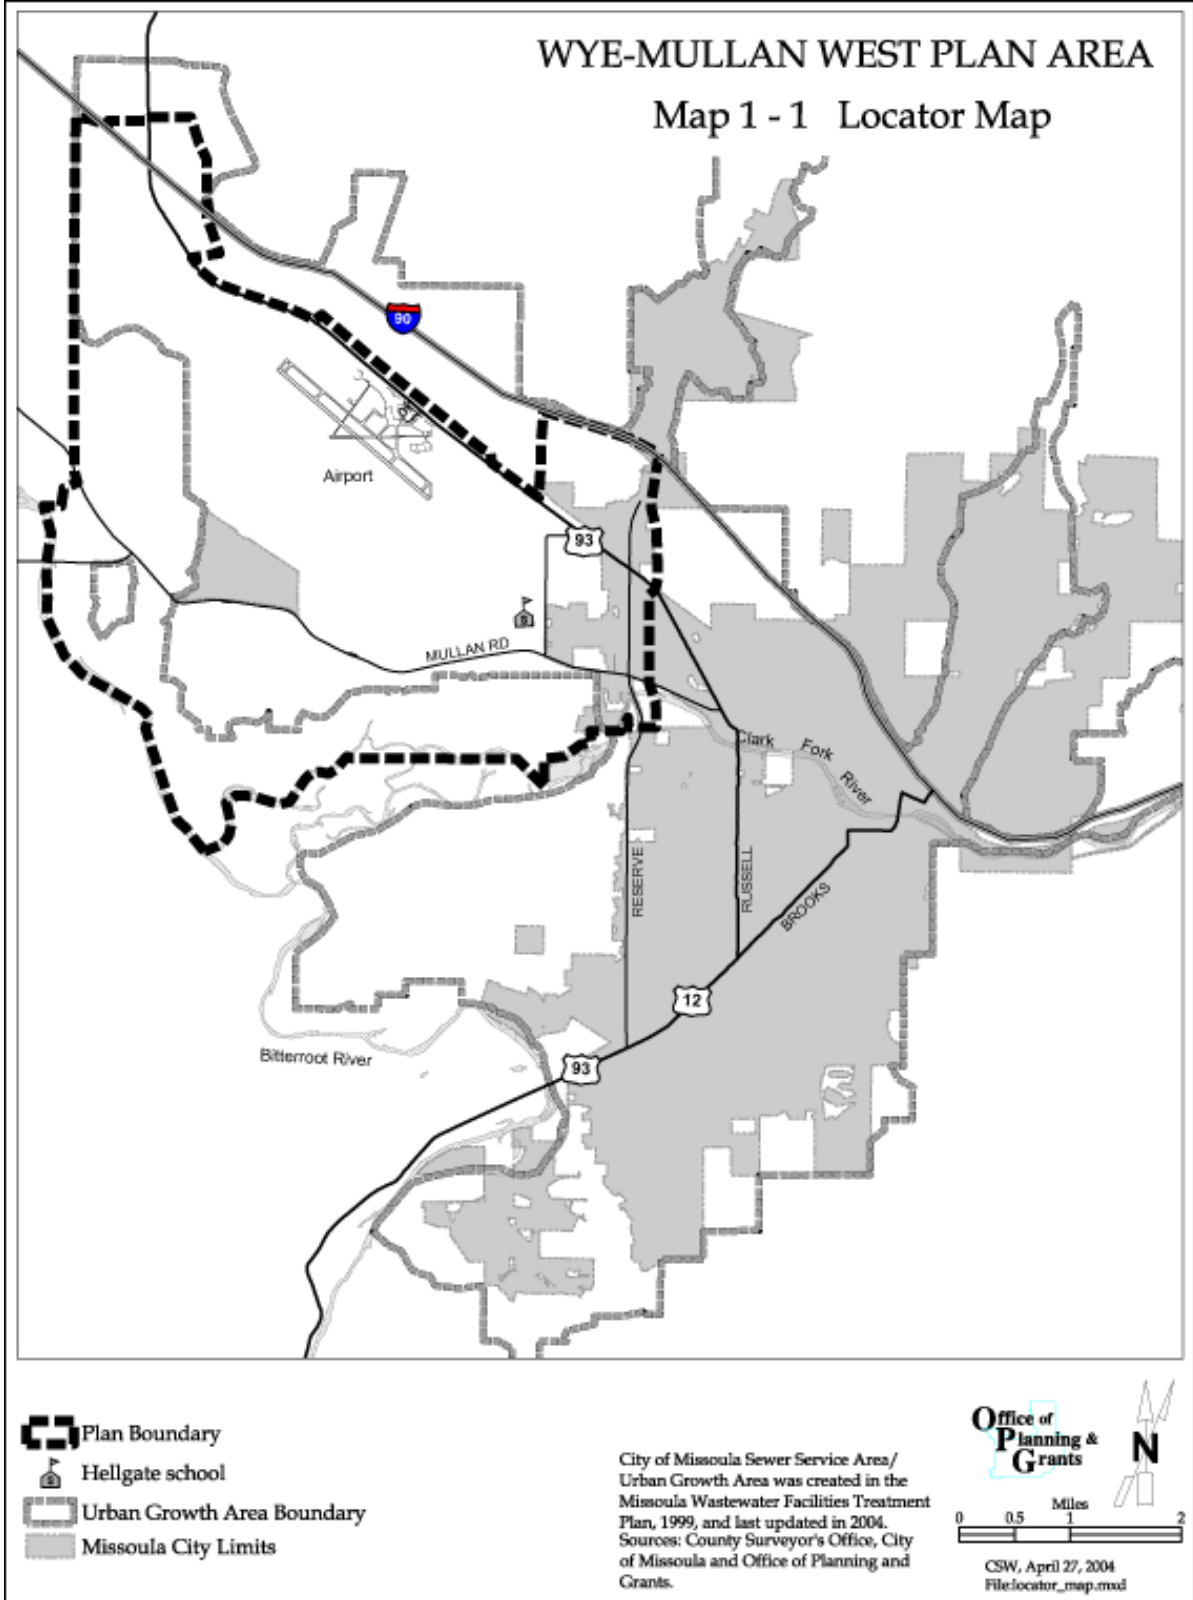 WYE-MULLAN WEST PLAN AREA
Map 1 - 1 Locator Map
90
Airport
93
MULLAN RD
Clark Fork River
RESERVE
RUSSELL
BROOKS
12
Bitterroot River
93
Plan Boundary
Hellgate school
Urban Growth Area Boundary
Missoula City Limits
City of Missoula Sewer Service Area/
Urban Growth Area was created in the
Missoula Wastewater Facilities Treatment
Plan, 1999, and last updated in 2004.
Sources: County Surveyor's Office, City
of Missoula and Office of Planning and
Grants.
Office of
Planning &
Grants
N
Miles
0 0.5 1 2
CSW, April 27, 2004
File:locator_map.mxd